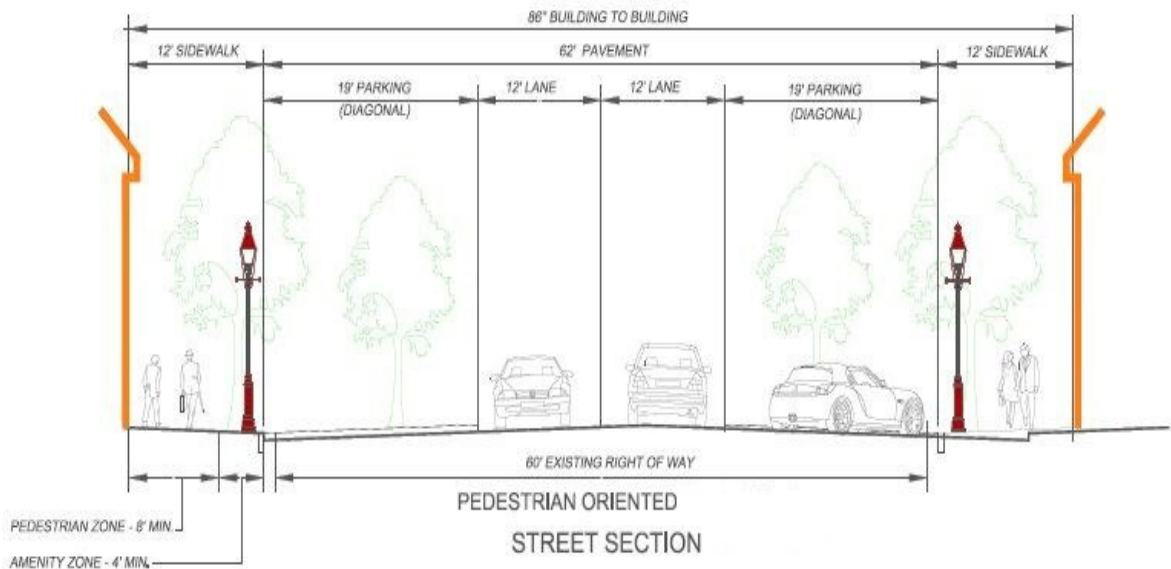 86" BUILDING TO BUILDING
12' SIDEWALK
62' PAVEMENT
12' SIDEWALK
19' PARKING
(DIAGONAL)
12' LANE
12' LANE
19' PARKING
(DIAGONAL)
60' EXISTING RIGHT OF WAY
PEDESTRIAN ZONE - 8' MIN.
AMENITY ZONE - 4' MIN.
PEDESTRIAN ORIENTED
STREET SECTION